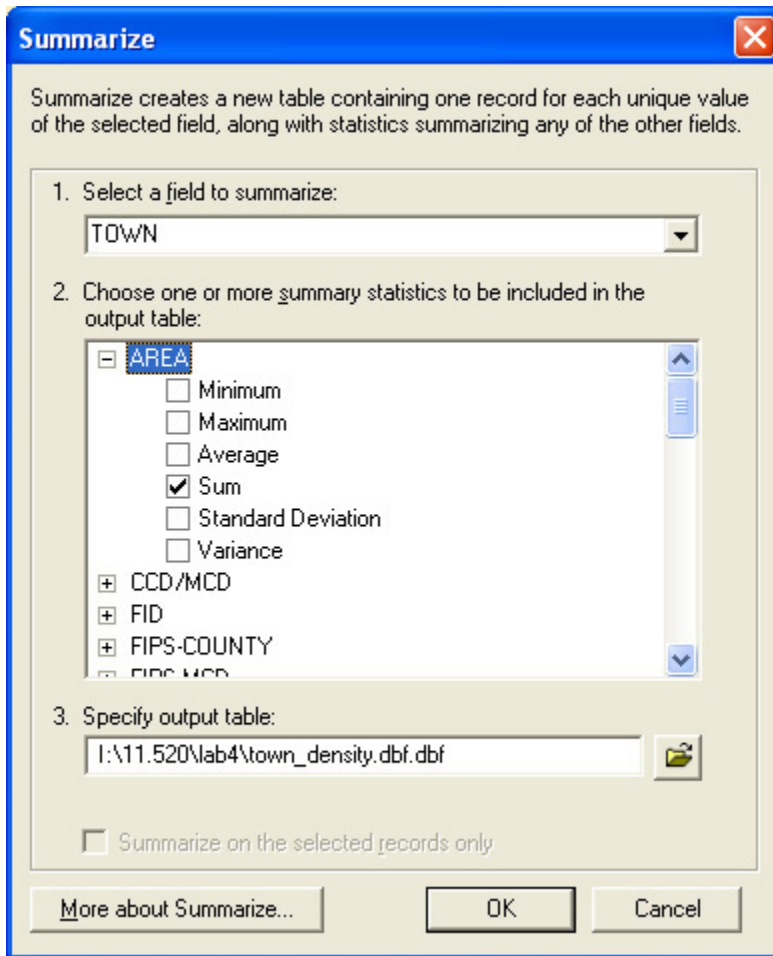 Summarize
Summarize creates a new table containing one record for each unique value
of the selected field, along with statistics summarizing any of the other fields.
1. Select a field to summarize:
TOWN
2. Choose one or more summary statistics to be included in the
output table:
AREA
Minimum
Maximum
Average
Sum
Standard Deviation
Variance
CCD/MCD
FID
FIPS-COUNTY
FIPS-MCD
3. Specify output table:
I:\11.520\lab4\town_density.dbf.dbf
Summarize on the selected records only
More about Summarize...
OK
Cancel